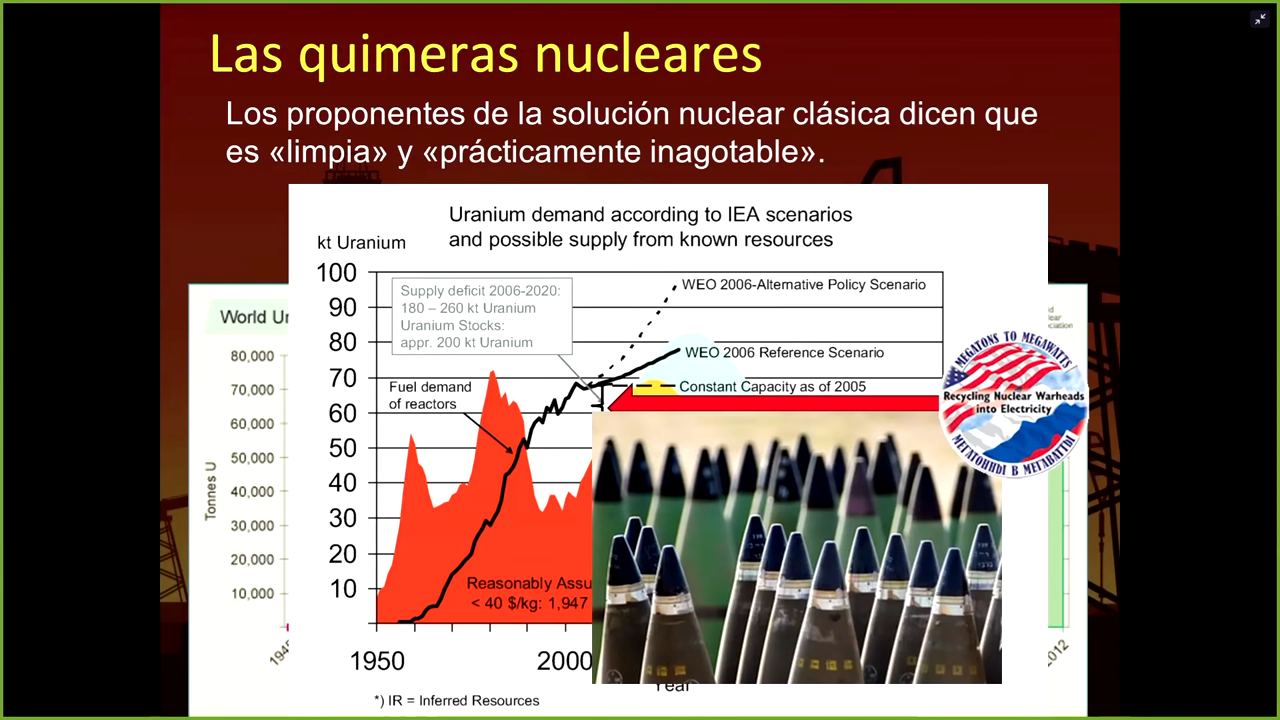 Las quimeras nucleares
Los proponentes de la solución nuclear clásica dicen que
es «limpia» y «prácticamente inagotable».
Uranium demand according to IEA scenarios
and possible supply from known resources
kt Uranium
100
90
80
70
60
50
40
30
20
10
Supply deficit 2006-2020:
180 – 260 kt Uranium
Uranium Stocks:
appr. 200 kt Uranium
WEO 2006-Alternative Policy Scenario
WEO 2006 Reference Scenario
Constant Capacity as of 2005
Fuel demand
of reactors
Reasonably Assu
< 40 $/kg: 1,947
1950
2000
Year
*) IR = Inferred Resources
World Ur
80,000
70,000
60,000
50,000
40,000
30,000
20,000
10,000
Tonnes U
2012
MEGATONS TO MEGAWATTS
Recycling Nuclear Warheads
into Electricity